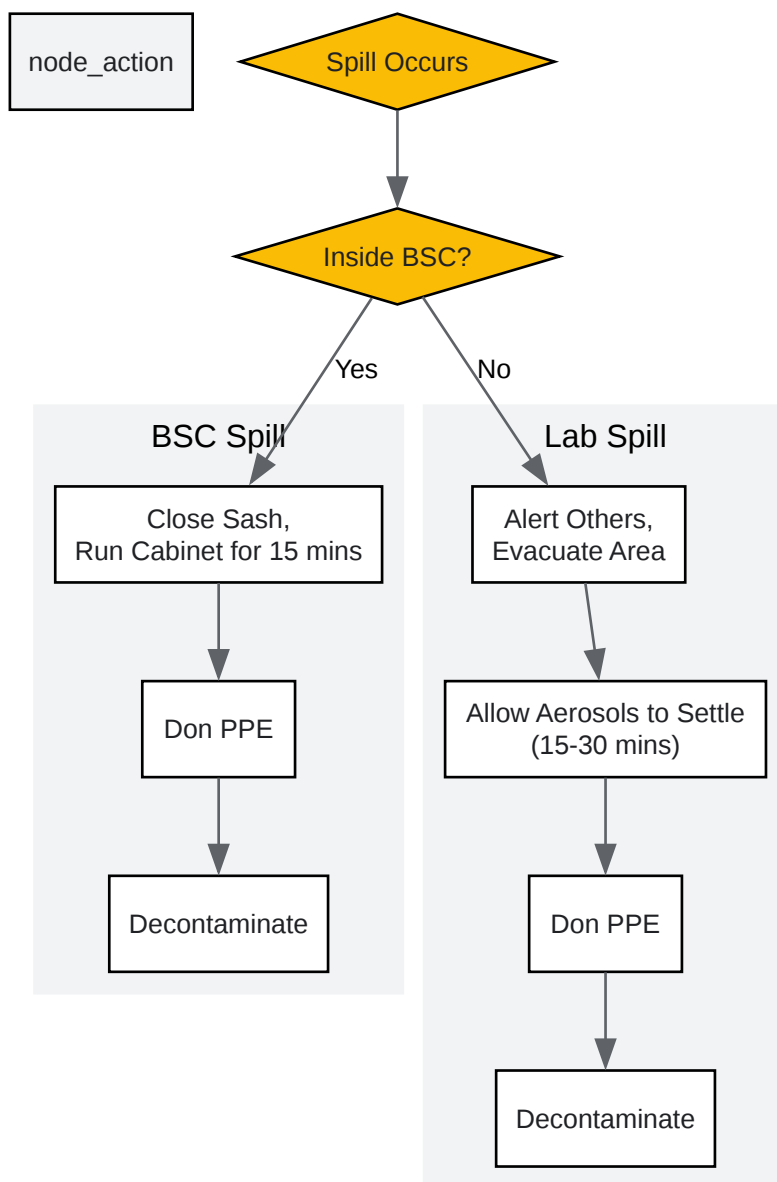 node_action
Spill Occurs
Inside BSC?
Yes
No
BSC Spill
Close Sash,
Run Cabinet for 15 mins
Don PPE
Decontaminate
Lab Spill
Alert Others,
Evacuate Area
Allow Aerosols to Settle
(15-30 mins)
Don PPE
Decontaminate